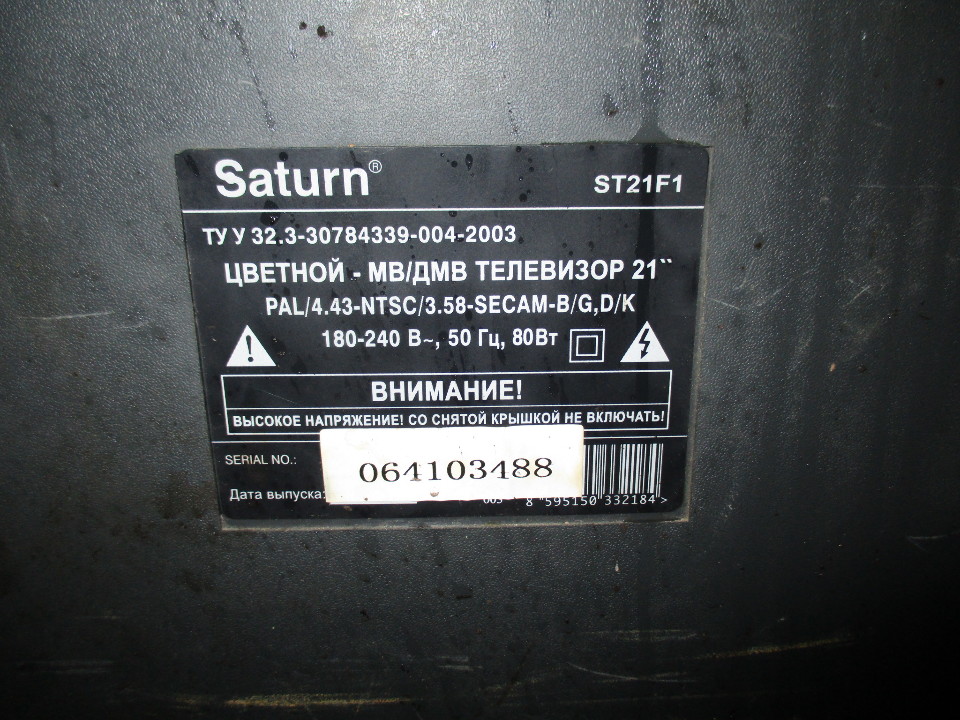 Saturn®
ST21F1
ТУ У 32.3-30784339-004-2003
ЦВЕТНОЙ - МВ/ДМВ ТЕЛЕВИЗОР 21``
PAL/4.43-NTSC/3.58-SECAM-B/G,D/K
180-240 В~, 50 Гц, 80Вт
ВНИМАНИЕ!
ВЫСОКОЕ НАПРЯЖЕНИЕ! СО СНЯТОЙ КРЫШКОЙ НЕ ВКЛЮЧАТЬ!
SERIAL NO.:
064103488
Дата выпуска:
8 595150 332184 >